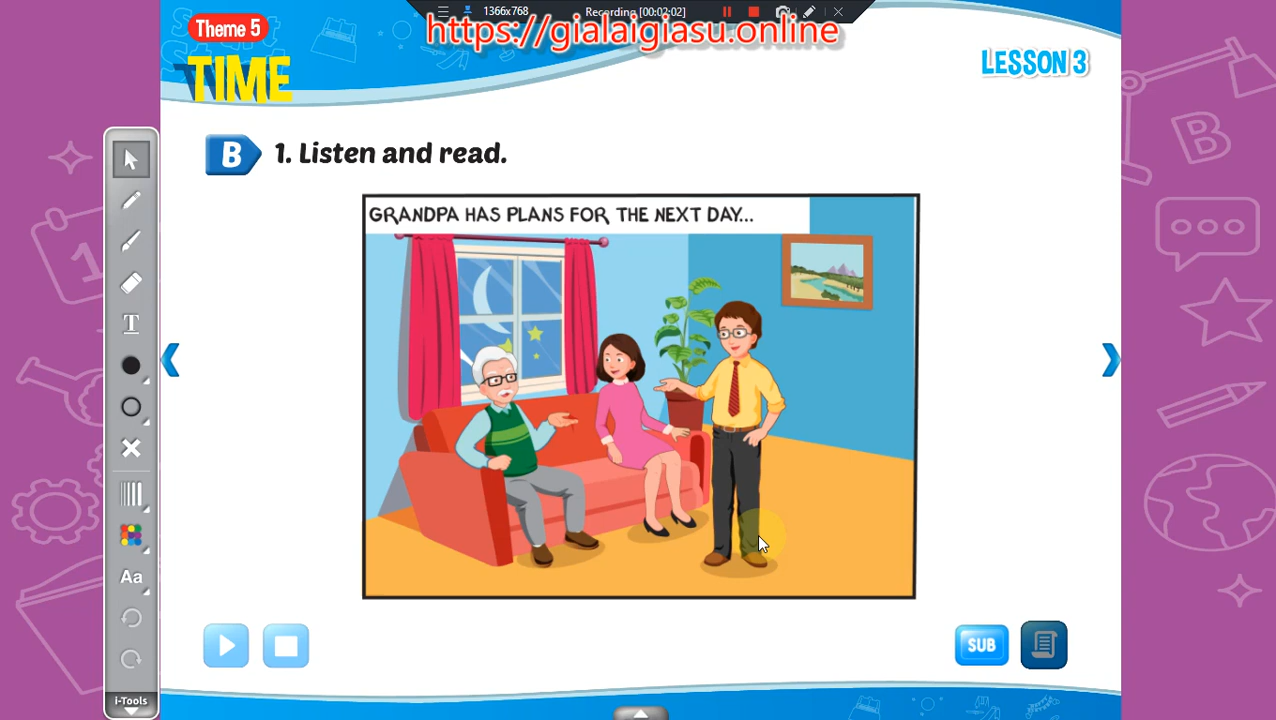 1366x768
Recording [00:02:02]
https://gialaigiasu.online
Theme 5
TIME
LESSON 3
B
1. Listen and read.
GRANDPA HAS PLANS FOR THE NEXT DAY...
T
Aa
i-Tools
SUB
1
B